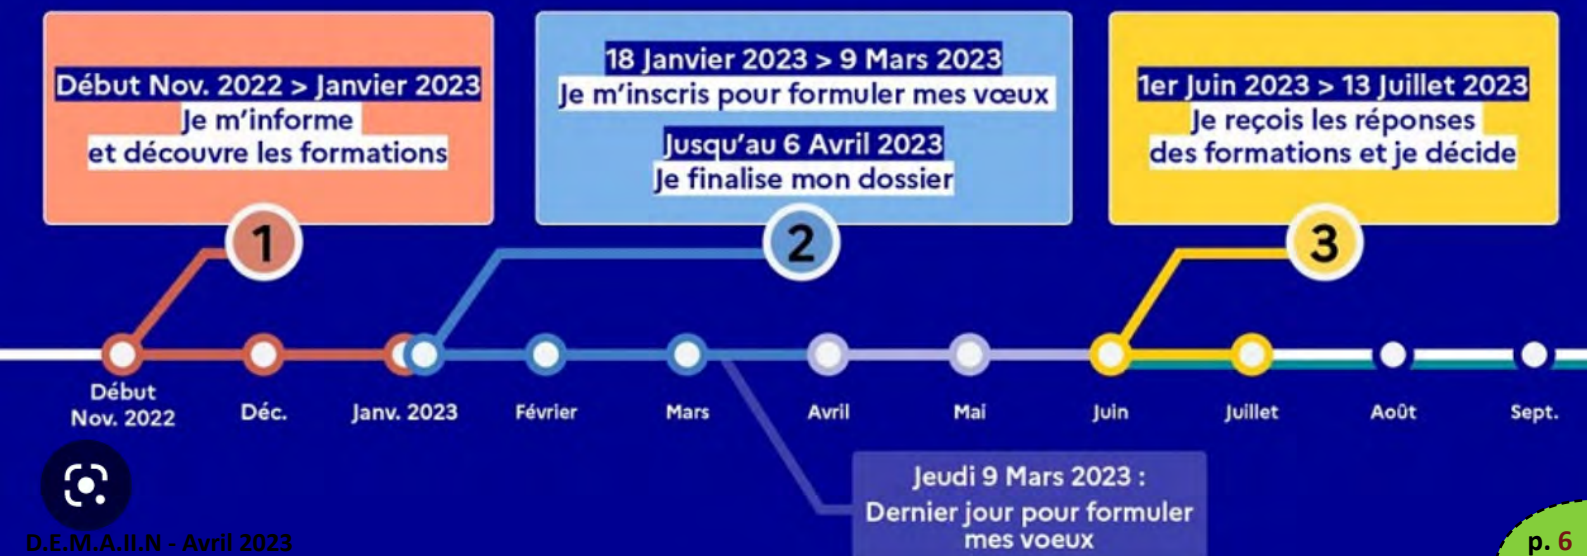 Début Nov. 2022 > Janvier 2023
Je m'informe
et découvre les formations
18 Janvier 2023 > 9 Mars 2023
Je m'inscris pour formuler mes vœux
Jusqu'au 6 Avril 2023
Je finalise mon dossier
1er Juin 2023 > 13 Juillet 2023
Je reçois les réponses
des formations et je décide
1
2
3
Début
Nov. 2022
Déc.
Janv. 2023
Février
Mars
Avril
Mai
Juin
Juillet
Août
Sept.
Jeudi 9 Mars 2023 :
Dernier jour pour formuler
mes voeux
D.E.M.A.II.N - Avril 2023
p. 6